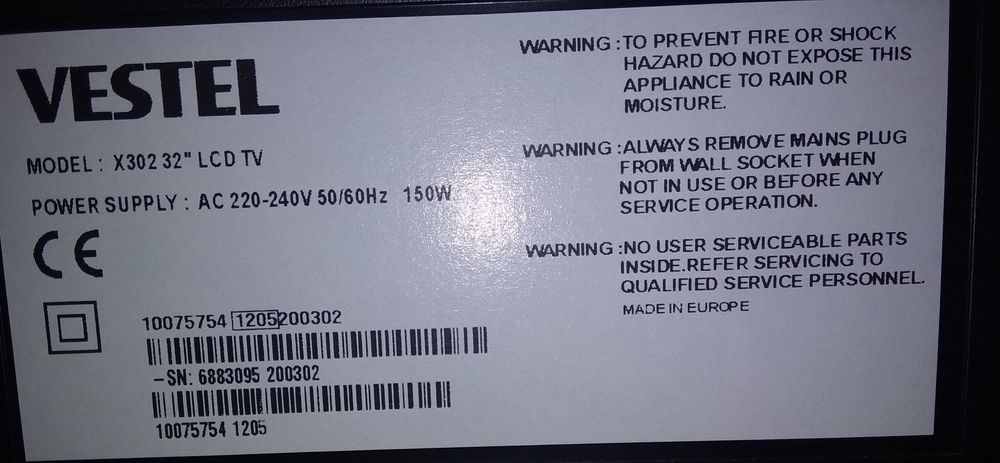 VESTEL
MODEL : X302 32" LCD TV
POWER SUPPLY : AC 220-240V 50/60Hz 150W
CE
10075754 1205 200302
-SN: 6883095 200302
10075754 1205
WARNING :TO PREVENT FIRE OR SHOCK
HAZARD DO NOT EXPOSE THIS
APPLIANCE TO RAIN OR
MOISTURE.
WARNING :ALWAYS REMOVE MAINS PLUG
FROM WALL SOCKET WHEN
NOT IN USE OR BEFORE ANY
SERVICE OPERATION.
WARNING :NO USER SERVICEABLE PARTS
INSIDE.REFER SERVICING TO
QUALIFIED SERVICE PERSONNEL.
MADE IN EUROPE